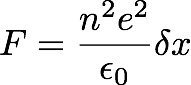 $F = \frac{n^2 e^2}{\epsilon_0} \delta x$